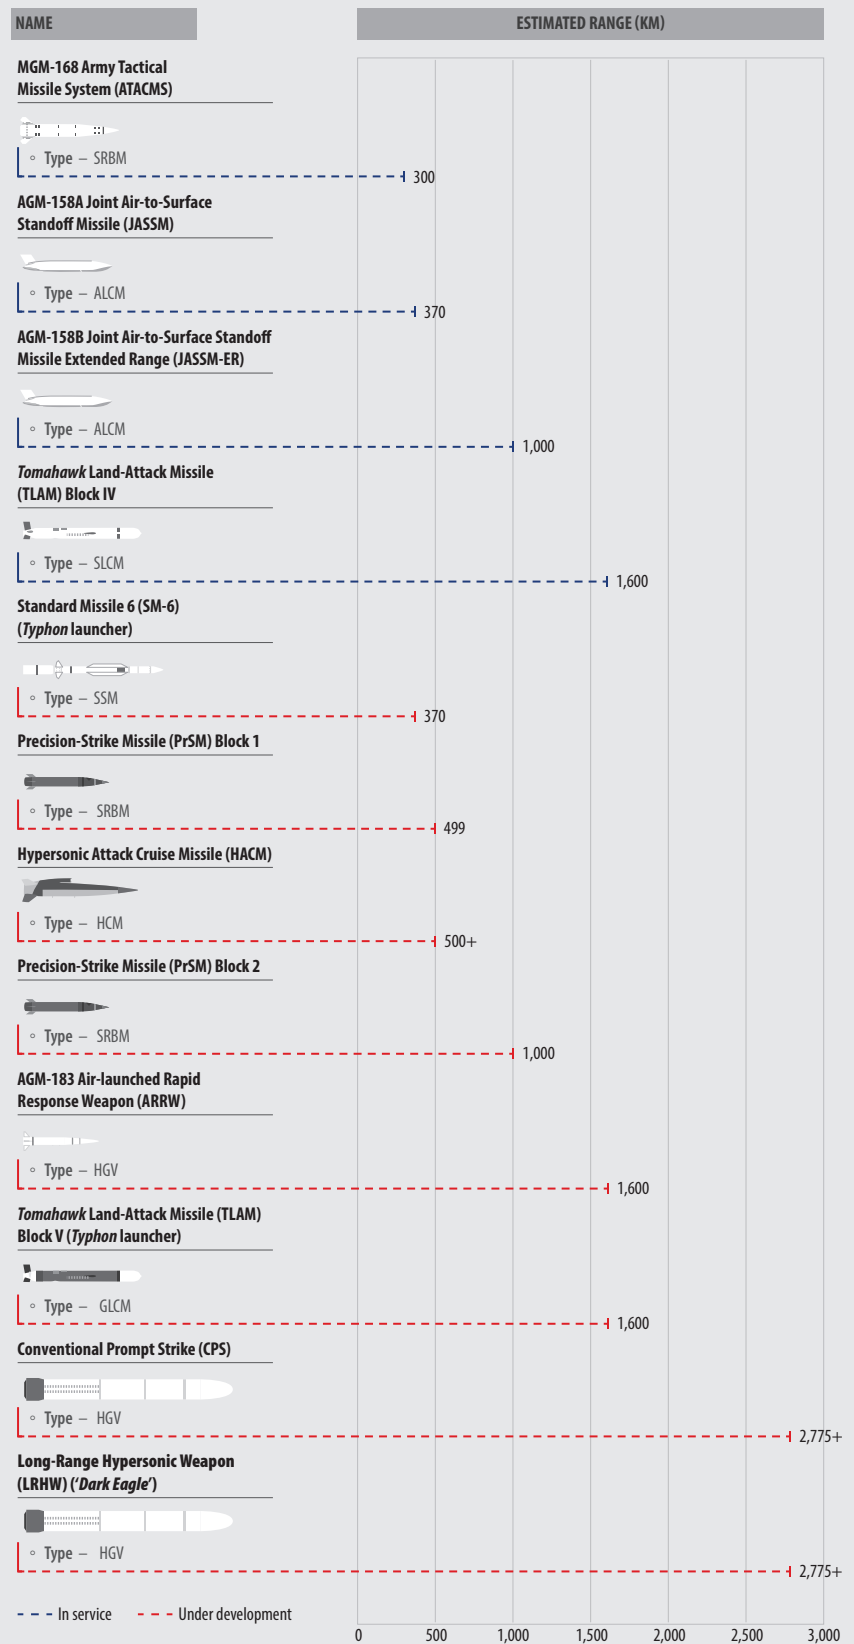 NAME
ESTIMATED RANGE (KM)
MGM-168 Army Tactical
Missile System (ATACMS)
◦ Type – SRBM
300
AGM-158A Joint Air-to-Surface
Standoff Missile (JASSM)
◦ Type – ALCM
370
AGM-158B Joint Air-to-Surface Standoff
Missile Extended Range (JASSM-ER)
◦ Type – ALCM
1,000
Tomahawk Land-Attack Missile
(TLAM) Block IV
◦ Type – SLCM
1,600
Standard Missile 6 (SM-6)
(Typhon launcher)
◦ Type – SSM
370
Precision-Strike Missile (PrSM) Block 1
◦ Type – SRBM
499
Hypersonic Attack Cruise Missile (HACM)
◦ Type – HCM
500+
Precision-Strike Missile (PrSM) Block 2
◦ Type – SRBM
1,000
AGM-183 Air-launched Rapid
Response Weapon (ARRW)
◦ Type – HGV
1,600
Tomahawk Land-Attack Missile (TLAM)
Block V (Typhon launcher)
◦ Type – GLCM
1,600
Conventional Prompt Strike (CPS)
◦ Type – HGV
2,775+
Long-Range Hypersonic Weapon
(LRHW) (‘Dark Eagle’)
◦ Type – HGV
2,775+
In service
Under development
0 500 1,000 1,500 2,000 2,500 3,000